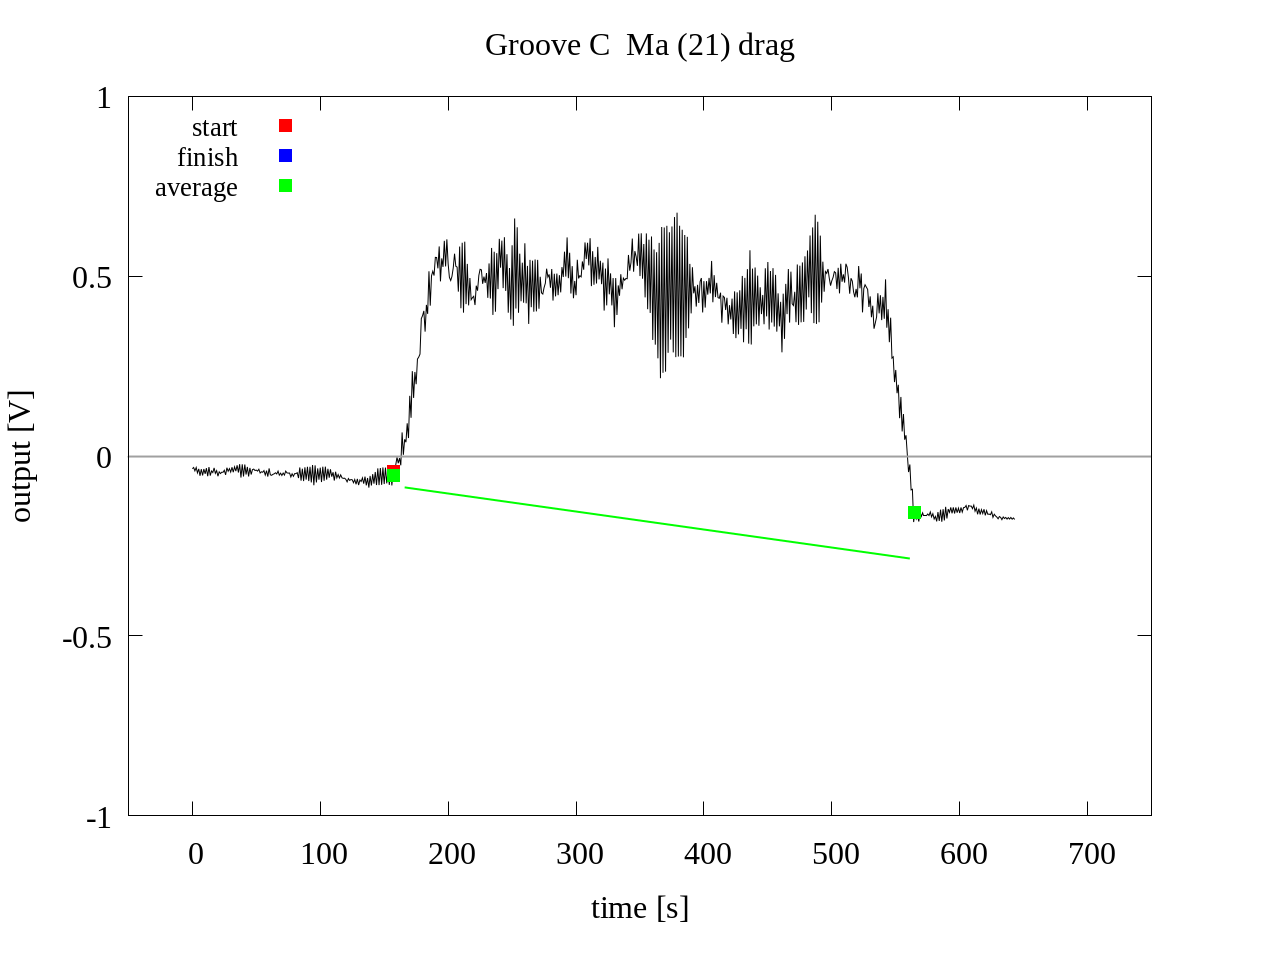 Groove C  Ma (21) drag
1
start
finish
average
0.5
output [V]
0
-0.5
-1
0 100 200 300 400 500 600 700
time [s]